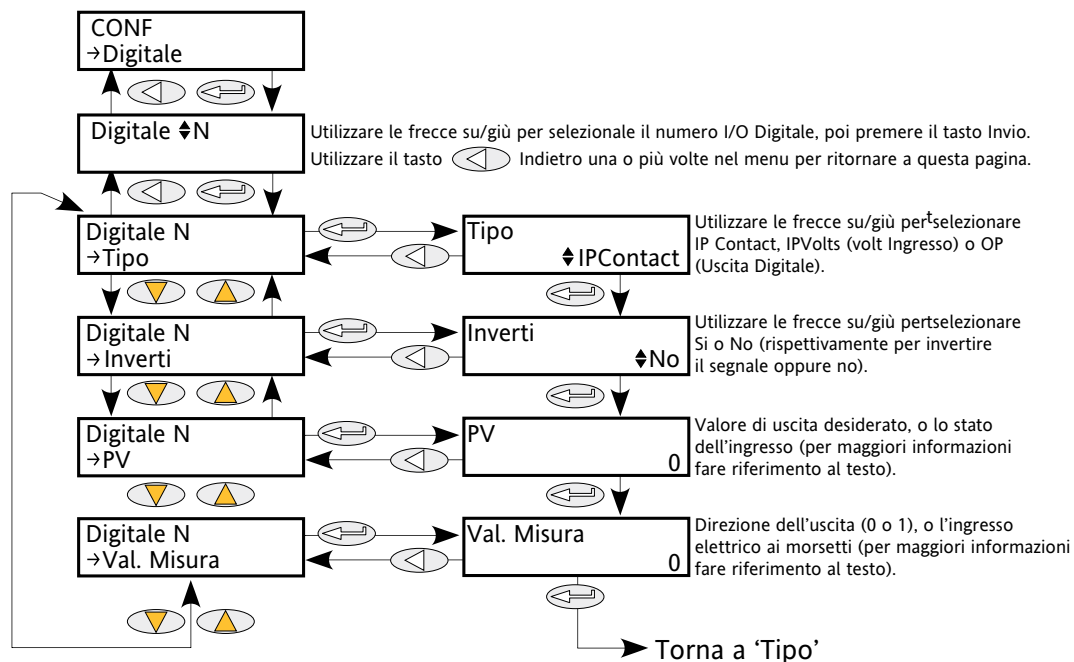 CONF
→Digitale
Digitale ♦N
Utilizzare le frecce su/giù per selezionale il numero I/O Digitale, poi premere il tasto Invio.
Utilizzare il tasto Indietro una o più volte nel menu per ritornare a questa pagina.
Digitale N
→Tipo
Tipo
♦IPContact
Utilizzare le frecce su/giù pertselezionare
IP Contact, IPVolts (volt Ingresso) o OP
(Uscita Digitale).
Digitale N
→Inverti
Inverti
♦No
Utilizzare le frecce su/giù pertselezionare
Si o No (rispettivamente per invertire
il segnale oppure no).
Digitale N
→PV
PV
0
Valore di uscita desiderato, o lo stato
dell'ingresso (per maggiori informazioni
fare riferimento al testo).
Digitale N
→Val. Misura
Val. Misura
0
Direzione dell'uscita (0 o 1), o l'ingresso
elettrico ai morsetti (per maggiori informazioni
fare riferimento al testo).
Torna a ‘Tipo’